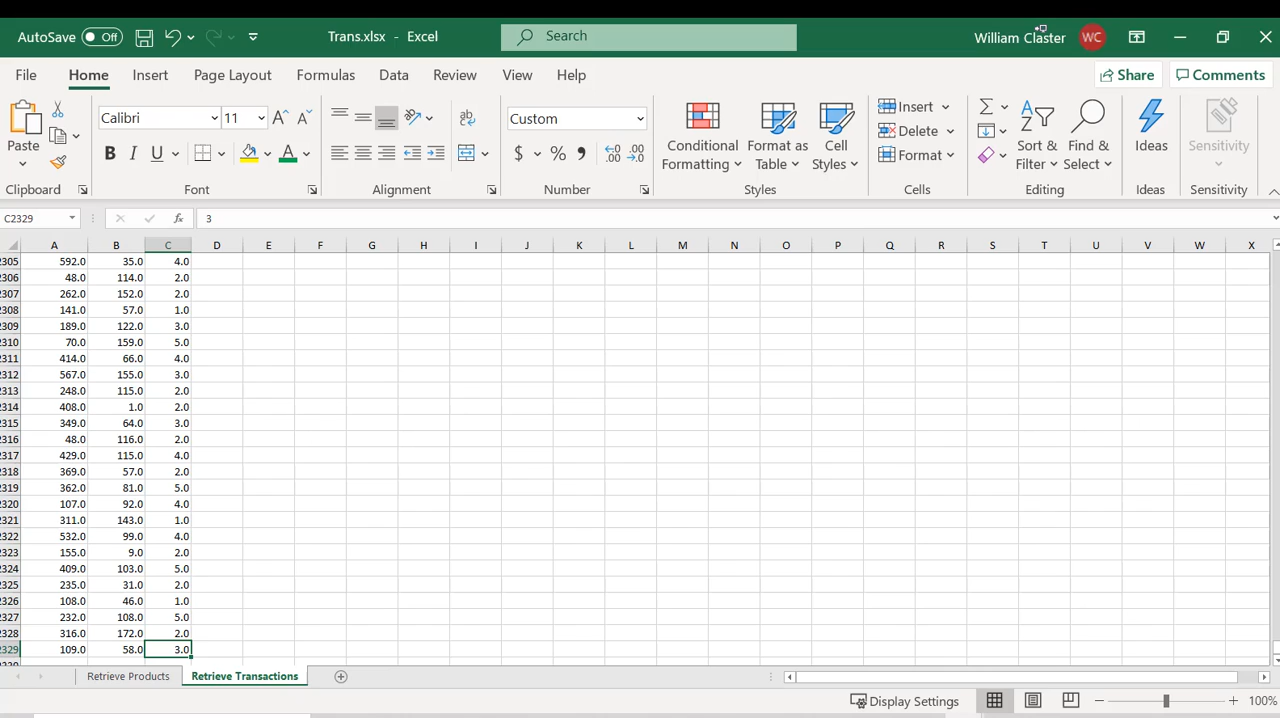 AutoSave Off Trans.xlsx - Excel Search William Claster WC
File Home Insert Page Layout Formulas Data Review View Help Share Comments
Calibri 11 Custom Insert
Paste B I U $ % 9 Conditional Formatting Format as Table Cell Styles Delete Format Sort & Filter Find & Select Ideas Sensitivity
Clipboard Font Alignment Number Styles Cells Editing Ideas Sensitivity
C2329 fx 3
A B C D E F G H I J K L M N O P Q R S T U V W X
2305 592.0 35.0 4.0
2306 48.0 114.0 2.0
2307 262.0 152.0 2.0
2308 141.0 57.0 1.0
2309 189.0 122.0 3.0
2310 70.0 159.0 5.0
2311 414.0 66.0 4.0
2312 567.0 155.0 3.0
2313 248.0 115.0 2.0
2314 408.0 1.0 2.0
2315 349.0 64.0 3.0
2316 48.0 116.0 2.0
2317 429.0 115.0 4.0
2318 369.0 57.0 2.0
2319 362.0 81.0 5.0
2320 107.0 92.0 4.0
2321 311.0 143.0 1.0
2322 532.0 99.0 4.0
2323 155.0 9.0 2.0
2324 409.0 103.0 5.0
2325 235.0 31.0 2.0
2326 108.0 46.0 1.0
2327 232.0 108.0 5.0
2328 316.0 172.0 2.0
2329 109.0 58.0 3.0
Retrieve Products Retrieve Transactions
Display Settings 100%